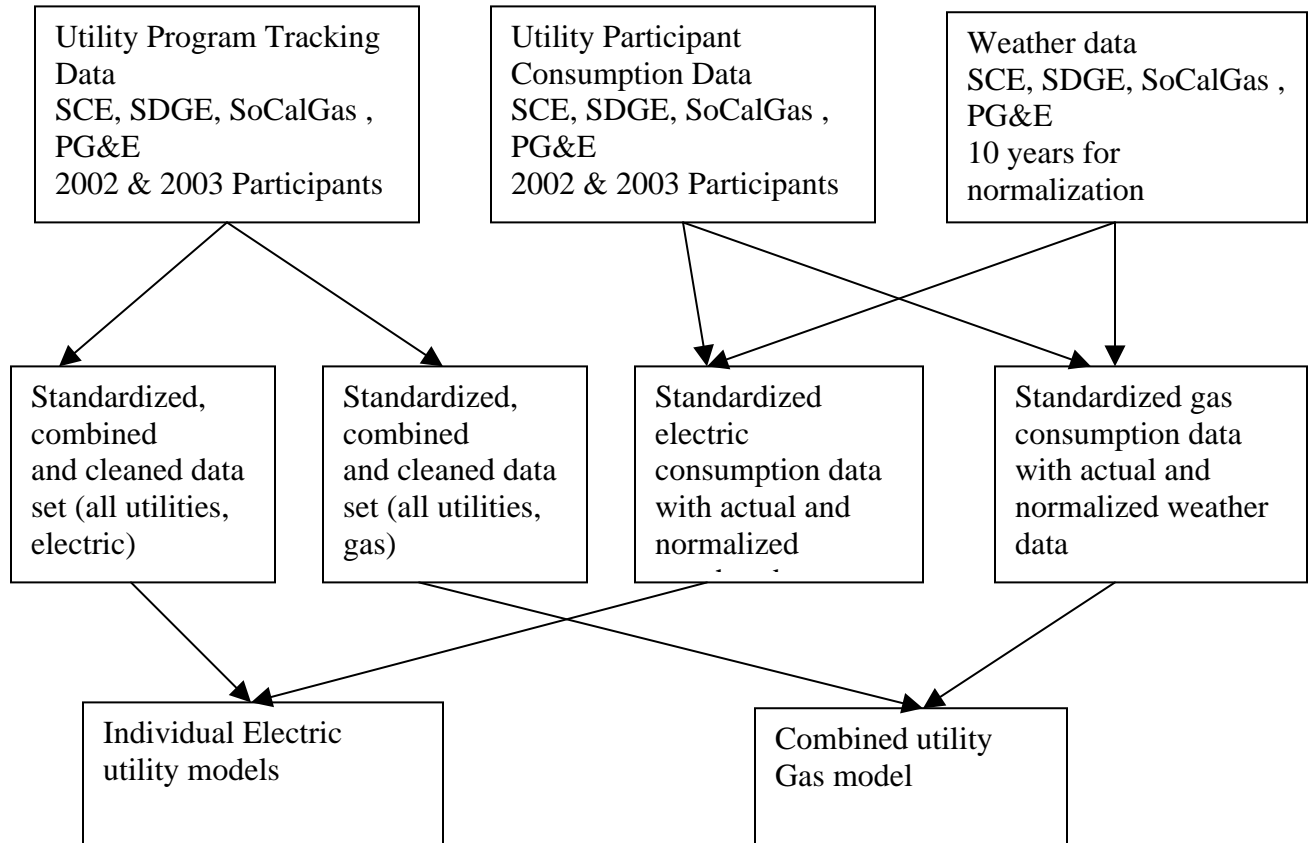 Utility Program Tracking
Data
SCE, SDGE, SoCalGas ,
PG&E
2002 & 2003 Participants
Utility Participant
Consumption Data
SCE, SDGE, SoCalGas ,
PG&E
2002 & 2003 Participants
Weather data
SCE, SDGE, SoCalGas ,
PG&E
10 years for
normalization
Standardized,
combined
and cleaned data
set (all utilities,
electric)
Standardized,
combined
and cleaned data
set (all utilities,
gas)
Standardized
electric
consumption data
with actual and
normalized
Standardized gas
consumption data
with actual and
normalized weather
data
Individual Electric
utility models
Combined utility
Gas model